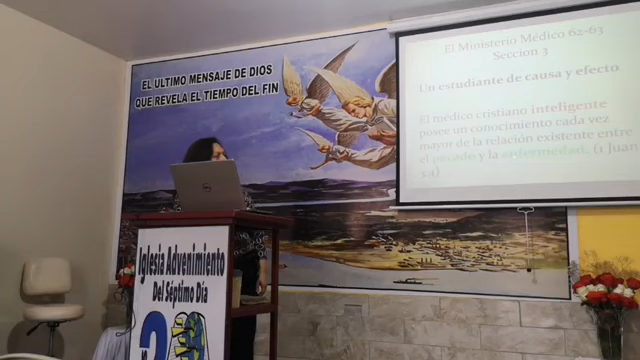 EL ULTIMO MENSAJE DE DIOS
QUE REVELA EL TIEMPO DEL FIN
El Ministerio Médico 62-63
Seccion 3
Un estudiante de causa y efecto
El médico cristiano inteligente
posee un conocimiento cada vez
mayor de la relación existente entre
el pecado y la enfermedad. (1 Juan
DELL
Iglesia Advenimiento
Del Séptimo Día